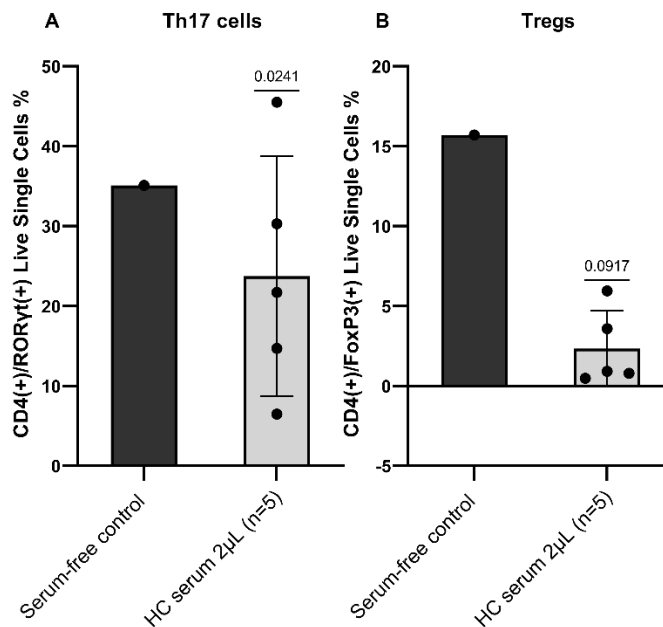 A
Th17 cells
CD4(+)/RORγt(+) Live Single Cells %
50
40
30
20
10
0
0.0241
Serum-free control
HC serum 2µL (n=5)
B
Tregs
CD4(+)/FoxP3(+) Live Single Cells %
20
15
10
5
0
-5
0.0917
Serum-free control
HC serum 2µL (n=5)